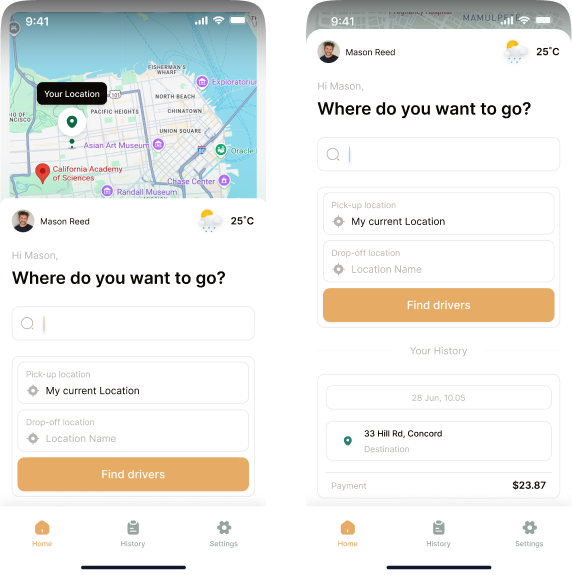 9:41
Your Location
101
FISHERMAN'S
WHARF
Exploratorium
NORTH BEACH
PACIFIC HEIGHTS
CHINATOWN
UNION SQUARE
Asian Art Museum
California Academy
of Sciences
Chase Center
Randall Museum
Mason Reed
25°C
Hi Mason,
Where do you want to go?
Pick-up location
My current Location
Drop-off location
Location Name
Find drivers
Home
History
Settings
9:41
Mason Reed
25°C
Hi Mason,
Where do you want to go?
Pick-up location
My current Location
Drop-off location
Location Name
Find drivers
Your History
28 Jun, 10.05
33 Hill Rd, Concord
Destination
Payment
$23.87
Home
History
Settings